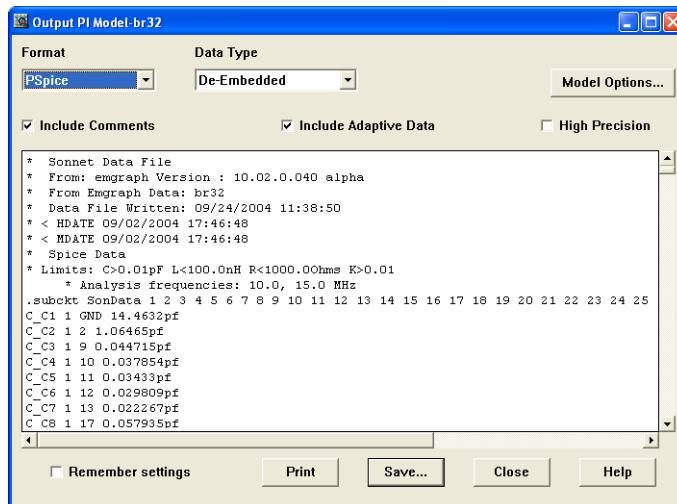 Output PI Model-br32
Format
Data Type
PSpice
De-Embedded
Model Options...
Include Comments
Include Adaptive Data
High Precision
*  Sonnet Data File
*  From: emgraph Version : 10.02.0.040 alpha
*  From Emgraph Data: br32
*  Data File Written: 09/24/2004 11:38:50
* < HDATE 09/02/2004 17:46:48
* < MDATE 09/02/2004 17:46:48
*  Spice Data
* Limits: C>0.01pF L<100.0nH R<1000.0Ohms K>0.01
* Analysis frequencies: 10.0, 15.0 MHz
.subckt SonData 1 2 3 4 5 6 7 8 9 10 11 12 13 14 15 16 17 18 19 20 21 22 23 24 25
C_C1 1 GND 14.4632pf
C_C2 1 2 1.06465pf
C_C3 1 9 0.044715pf
C_C4 1 10 0.037854pf
C_C5 1 11 0.03433pf
C_C6 1 12 0.029809pf
C_C7 1 13 0.022267pf
C_C8 1 17 0.057935pf
Remember settings
Print
Save...
Close
Help